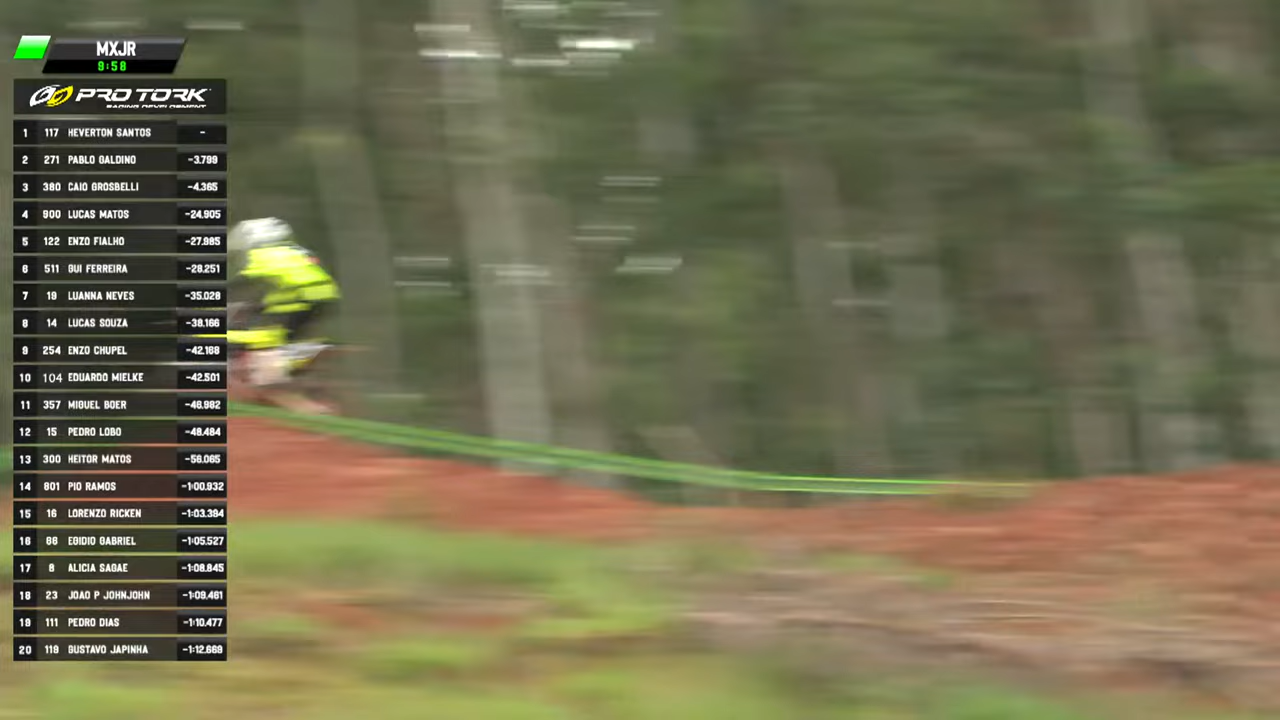 MXJR
9:58
PRO TORK
RACING DEVELOPMENT
1 117 HEVERTON SANTOS -
2 271 PABLO GALDINO -3.799
3 380 CAIO GROSBELLI -4.365
4 900 LUCAS MATOS -24.905
5 122 ENZO FIALHO -27.985
6 511 GUI FERREIRA -28.251
7 19 LUANNA NEVES -35.028
8 14 LUCAS SOUZA -38.166
9 254 ENZO CHUPEL -42.168
10 104 EDUARDO MIELKE -42.501
11 357 MIGUEL BOER -46.982
12 15 PEDRO LOBO -48.484
13 300 HEITOR MATOS -56.065
14 801 PIO RAMOS -1:00.932
15 16 LORENZO RICKEN -1:03.394
16 88 EGIDIO GABRIEL -1:05.527
17 8 ALICIA SAGAE -1:08.845
18 23 JOAO P JOHNJOHN -1:09.461
19 111 PEDRO DIAS -1:10.477
20 119 GUSTAVO JAPINHA -1:12.669